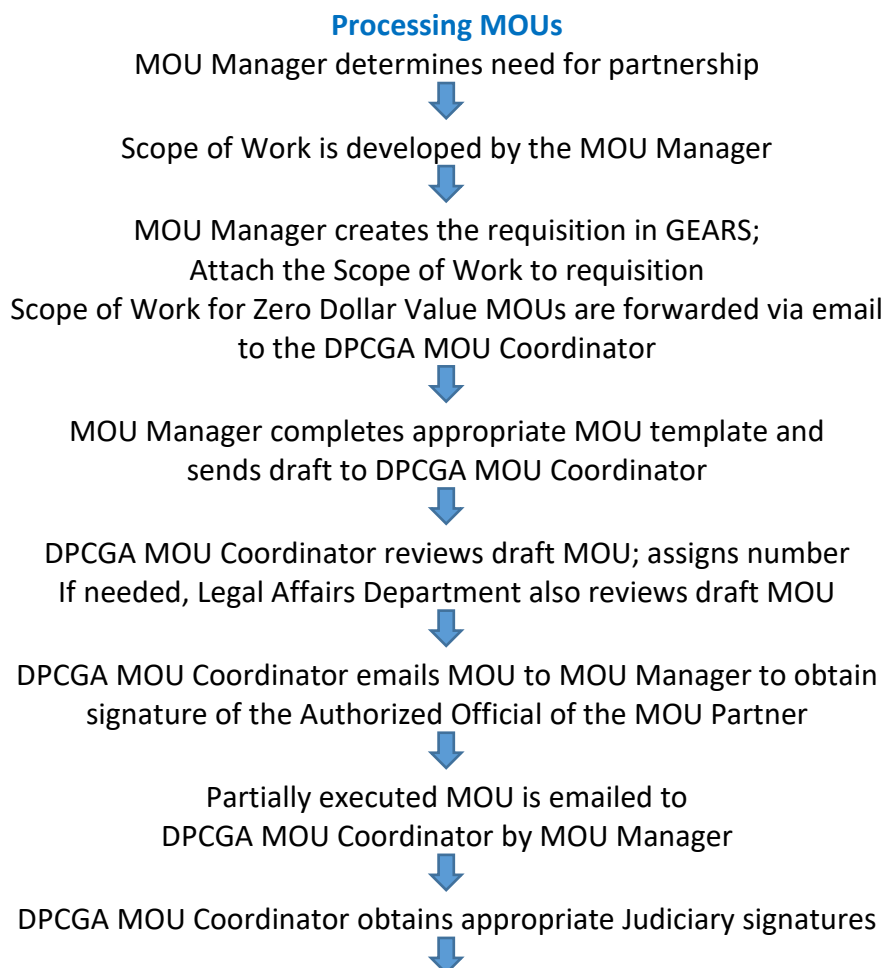 Processing MOUs
MOU Manager determines need for partnership
Scope of Work is developed by the MOU Manager
MOU Manager creates the requisition in GEARS;
Attach the Scope of Work to requisition
Scope of Work for Zero Dollar Value MOUs are forwarded via email
to the DPCGA MOU Coordinator
MOU Manager completes appropriate MOU template and
sends draft to DPCGA MOU Coordinator
DPCGA MOU Coordinator reviews draft MOU; assigns number
If needed, Legal Affairs Department also reviews draft MOU
DPCGA MOU Coordinator emails MOU to MOU Manager to obtain
signature of the Authorized Official of the MOU Partner
Partially executed MOU is emailed to
DPCGA MOU Coordinator by MOU Manager
DPCGA MOU Coordinator obtains appropriate Judiciary signatures